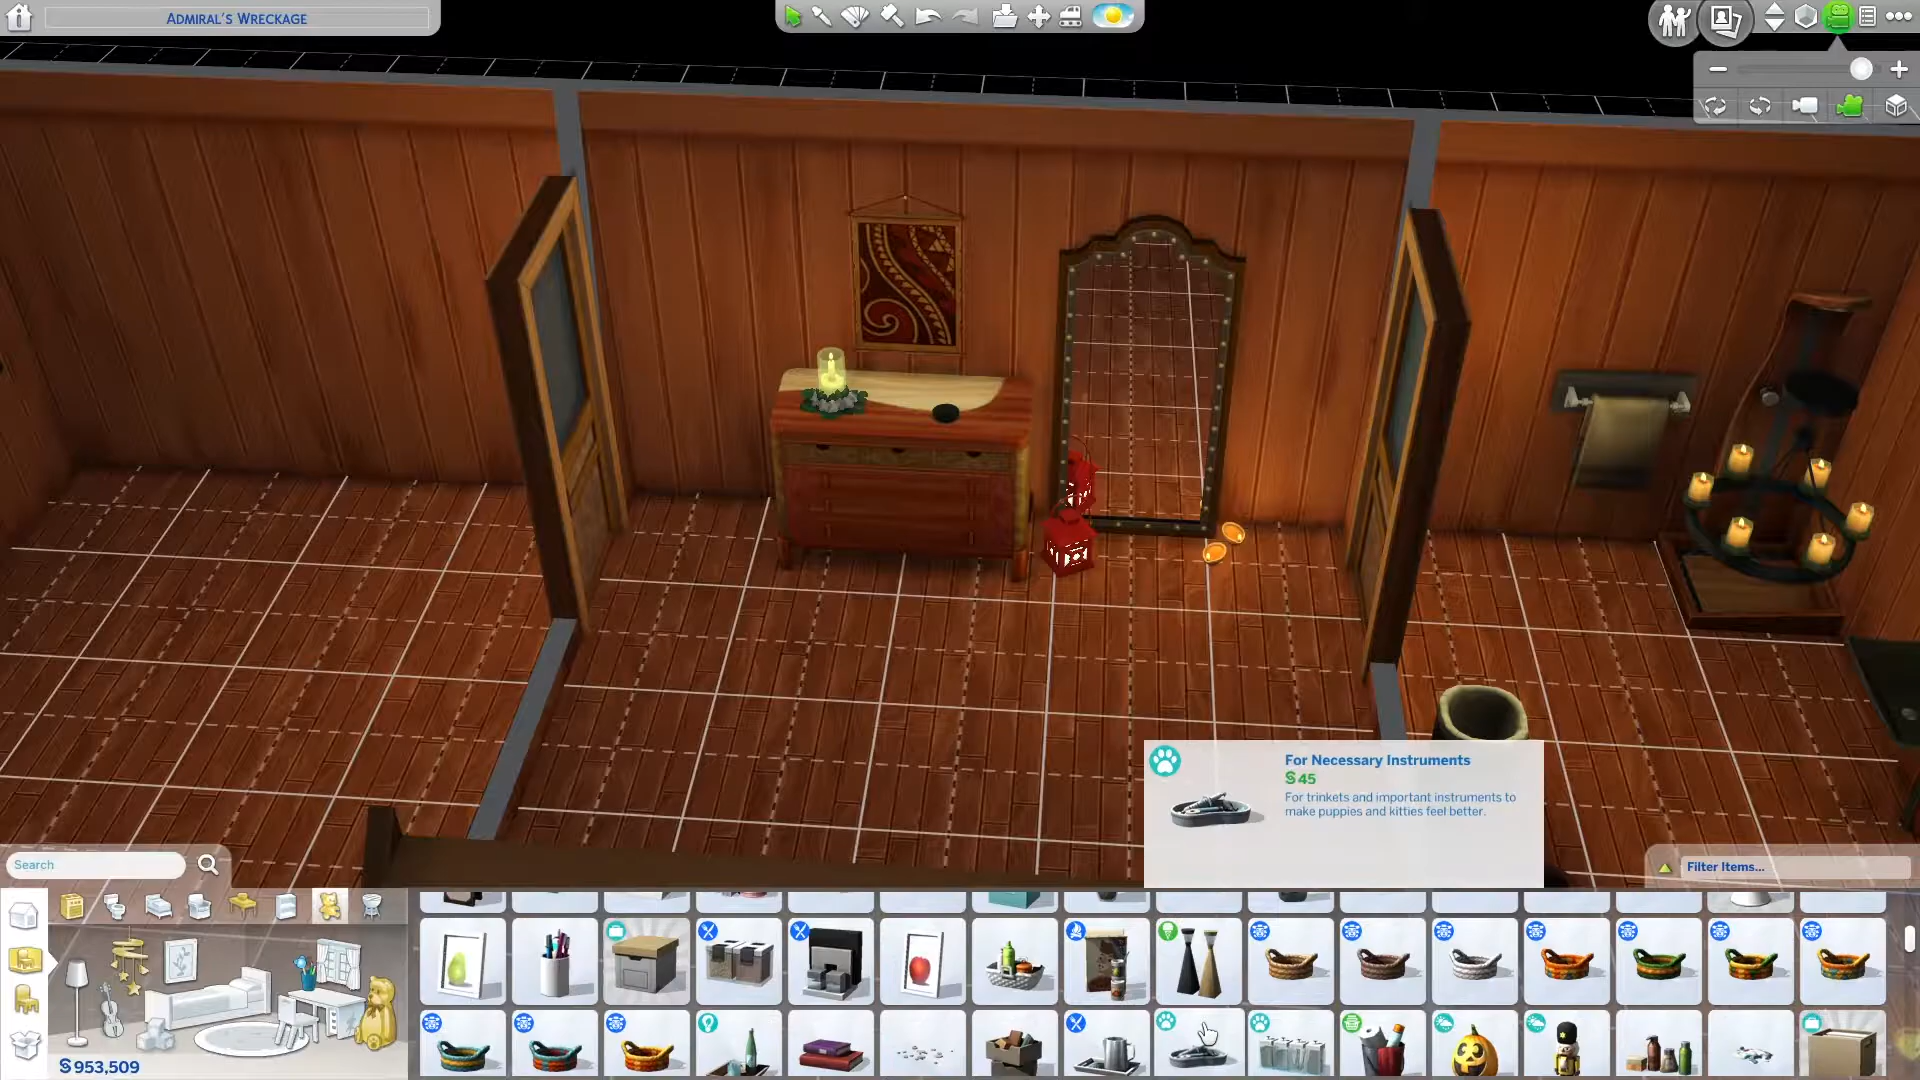 ADMIRAL'S WRECKAGE
For Necessary Instruments
§45
For trinkets and important instruments to
make puppies and kitties feel better.
Search
Filter Items...
§953,509